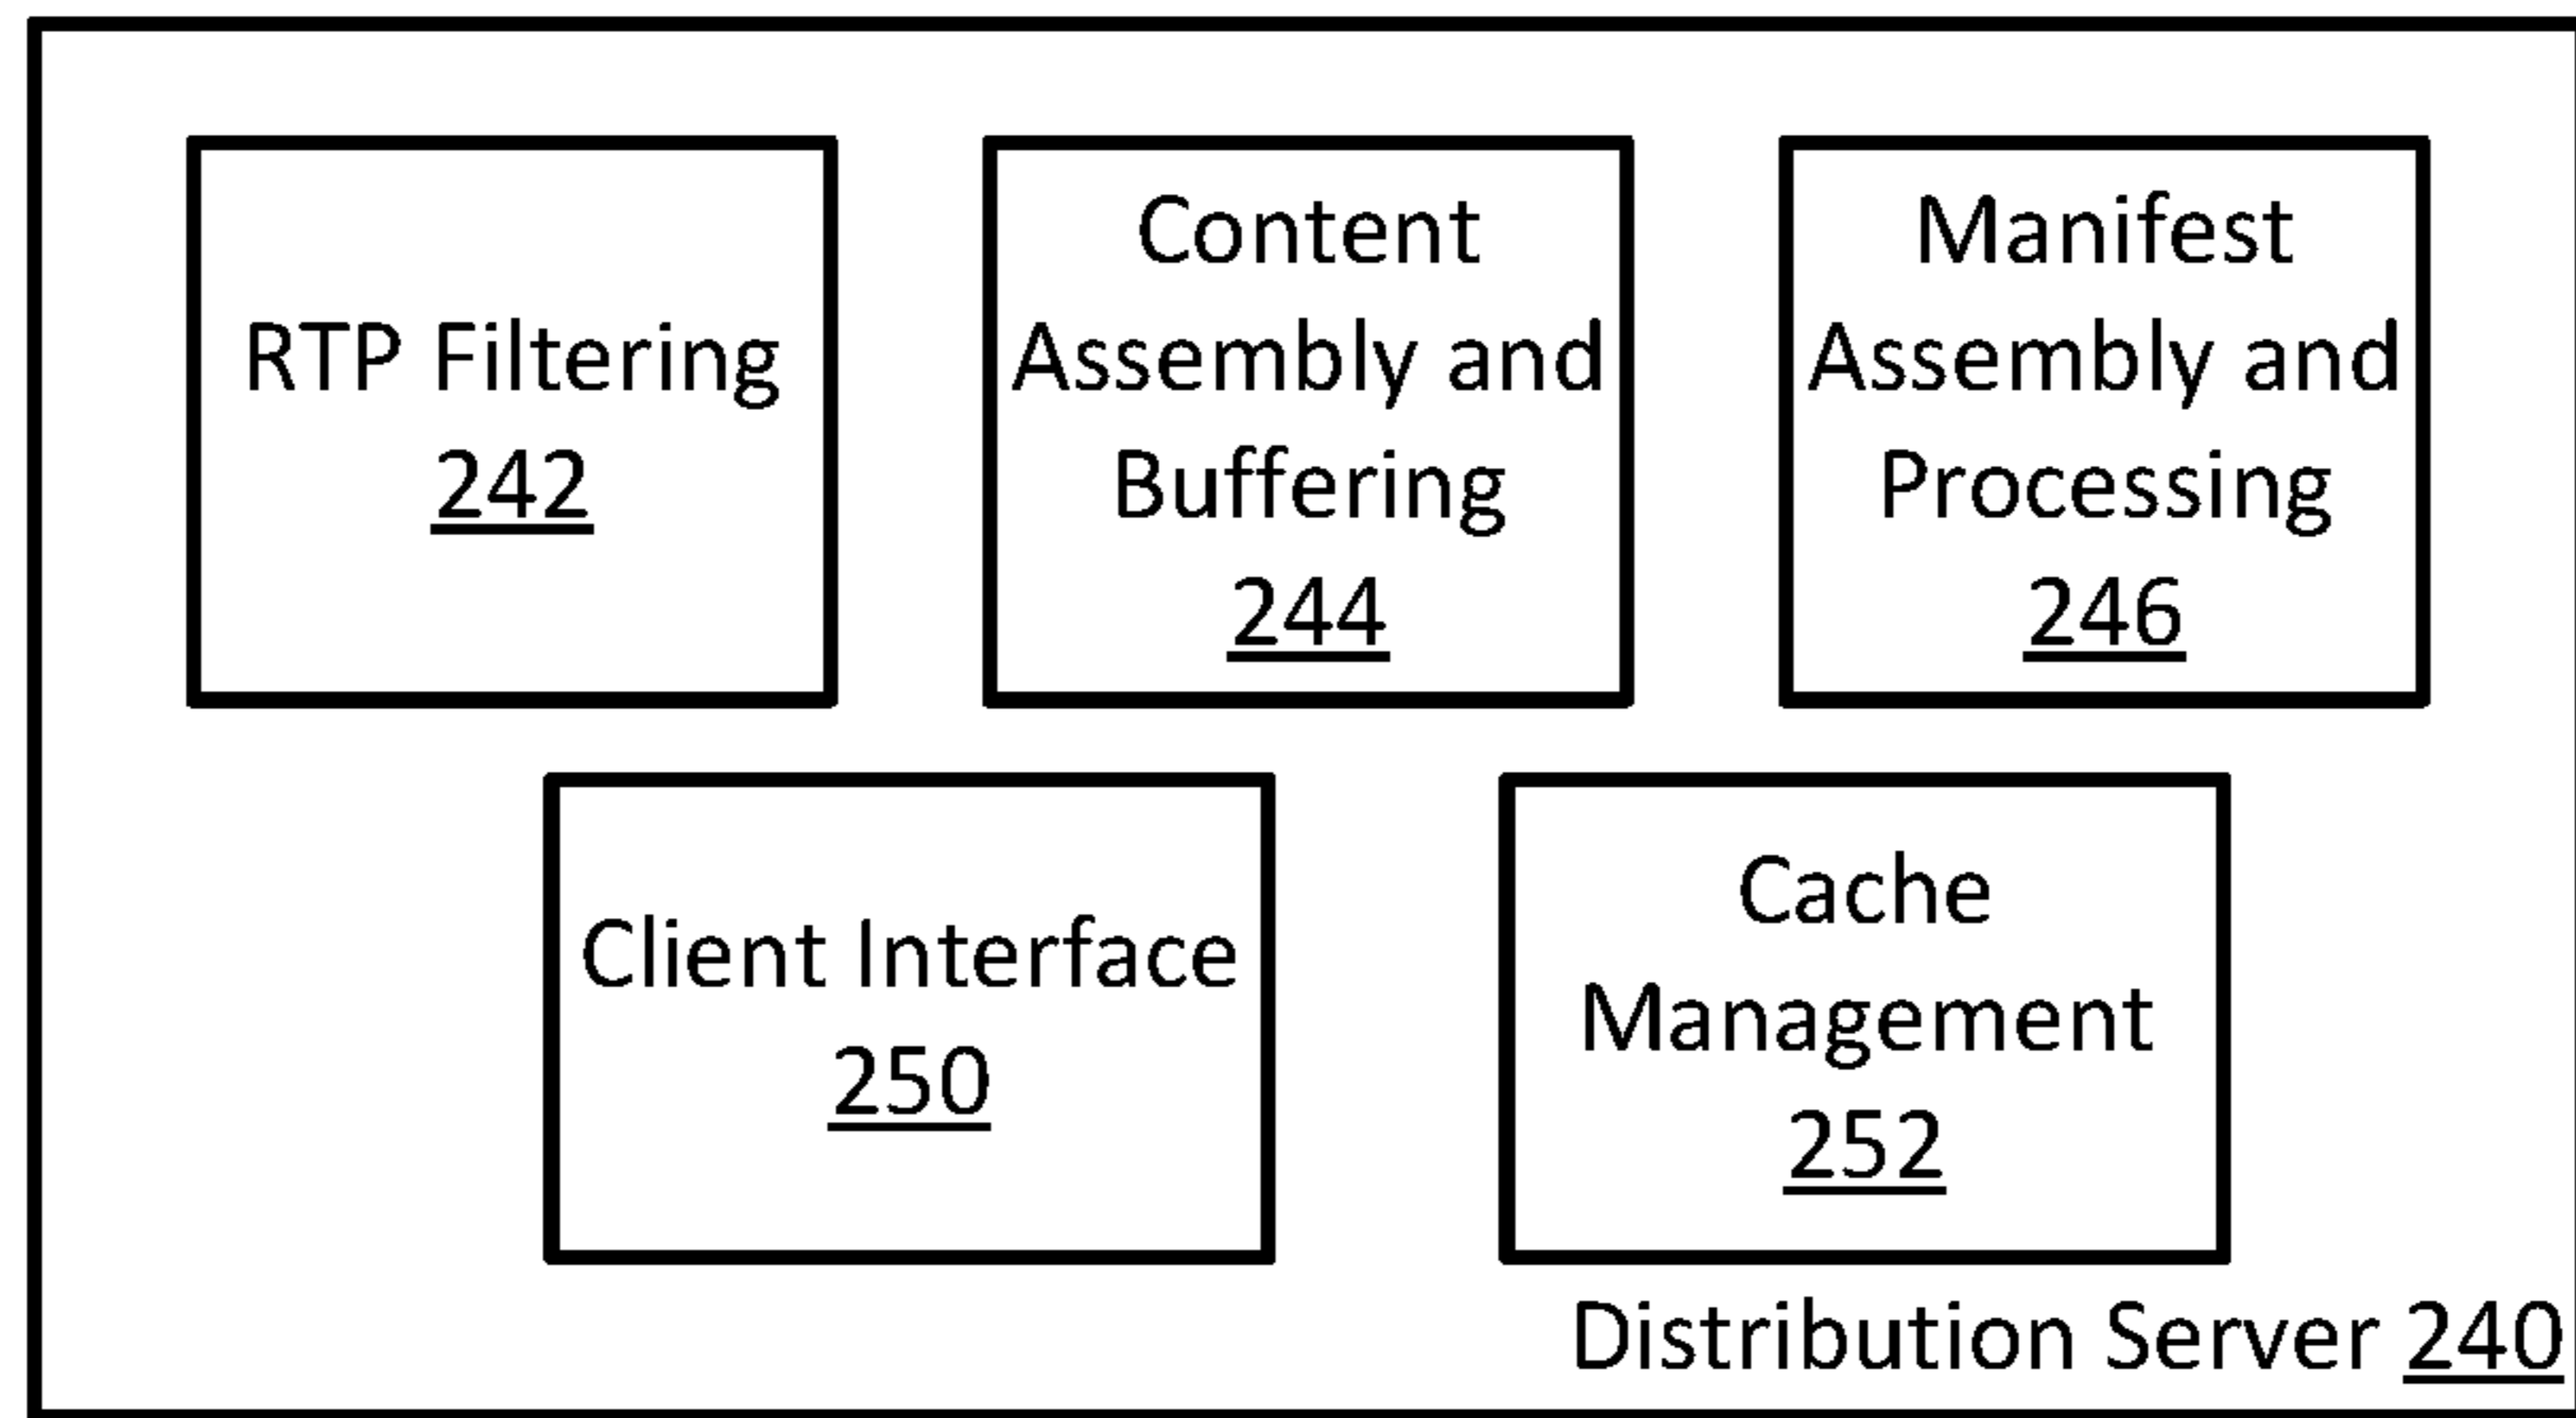 RTP Filtering
242
Content
Assembly and
Buffering
244
Manifest
Assembly and
Processing
246
Client Interface
250
Cache
Management
252
Distribution Server 240